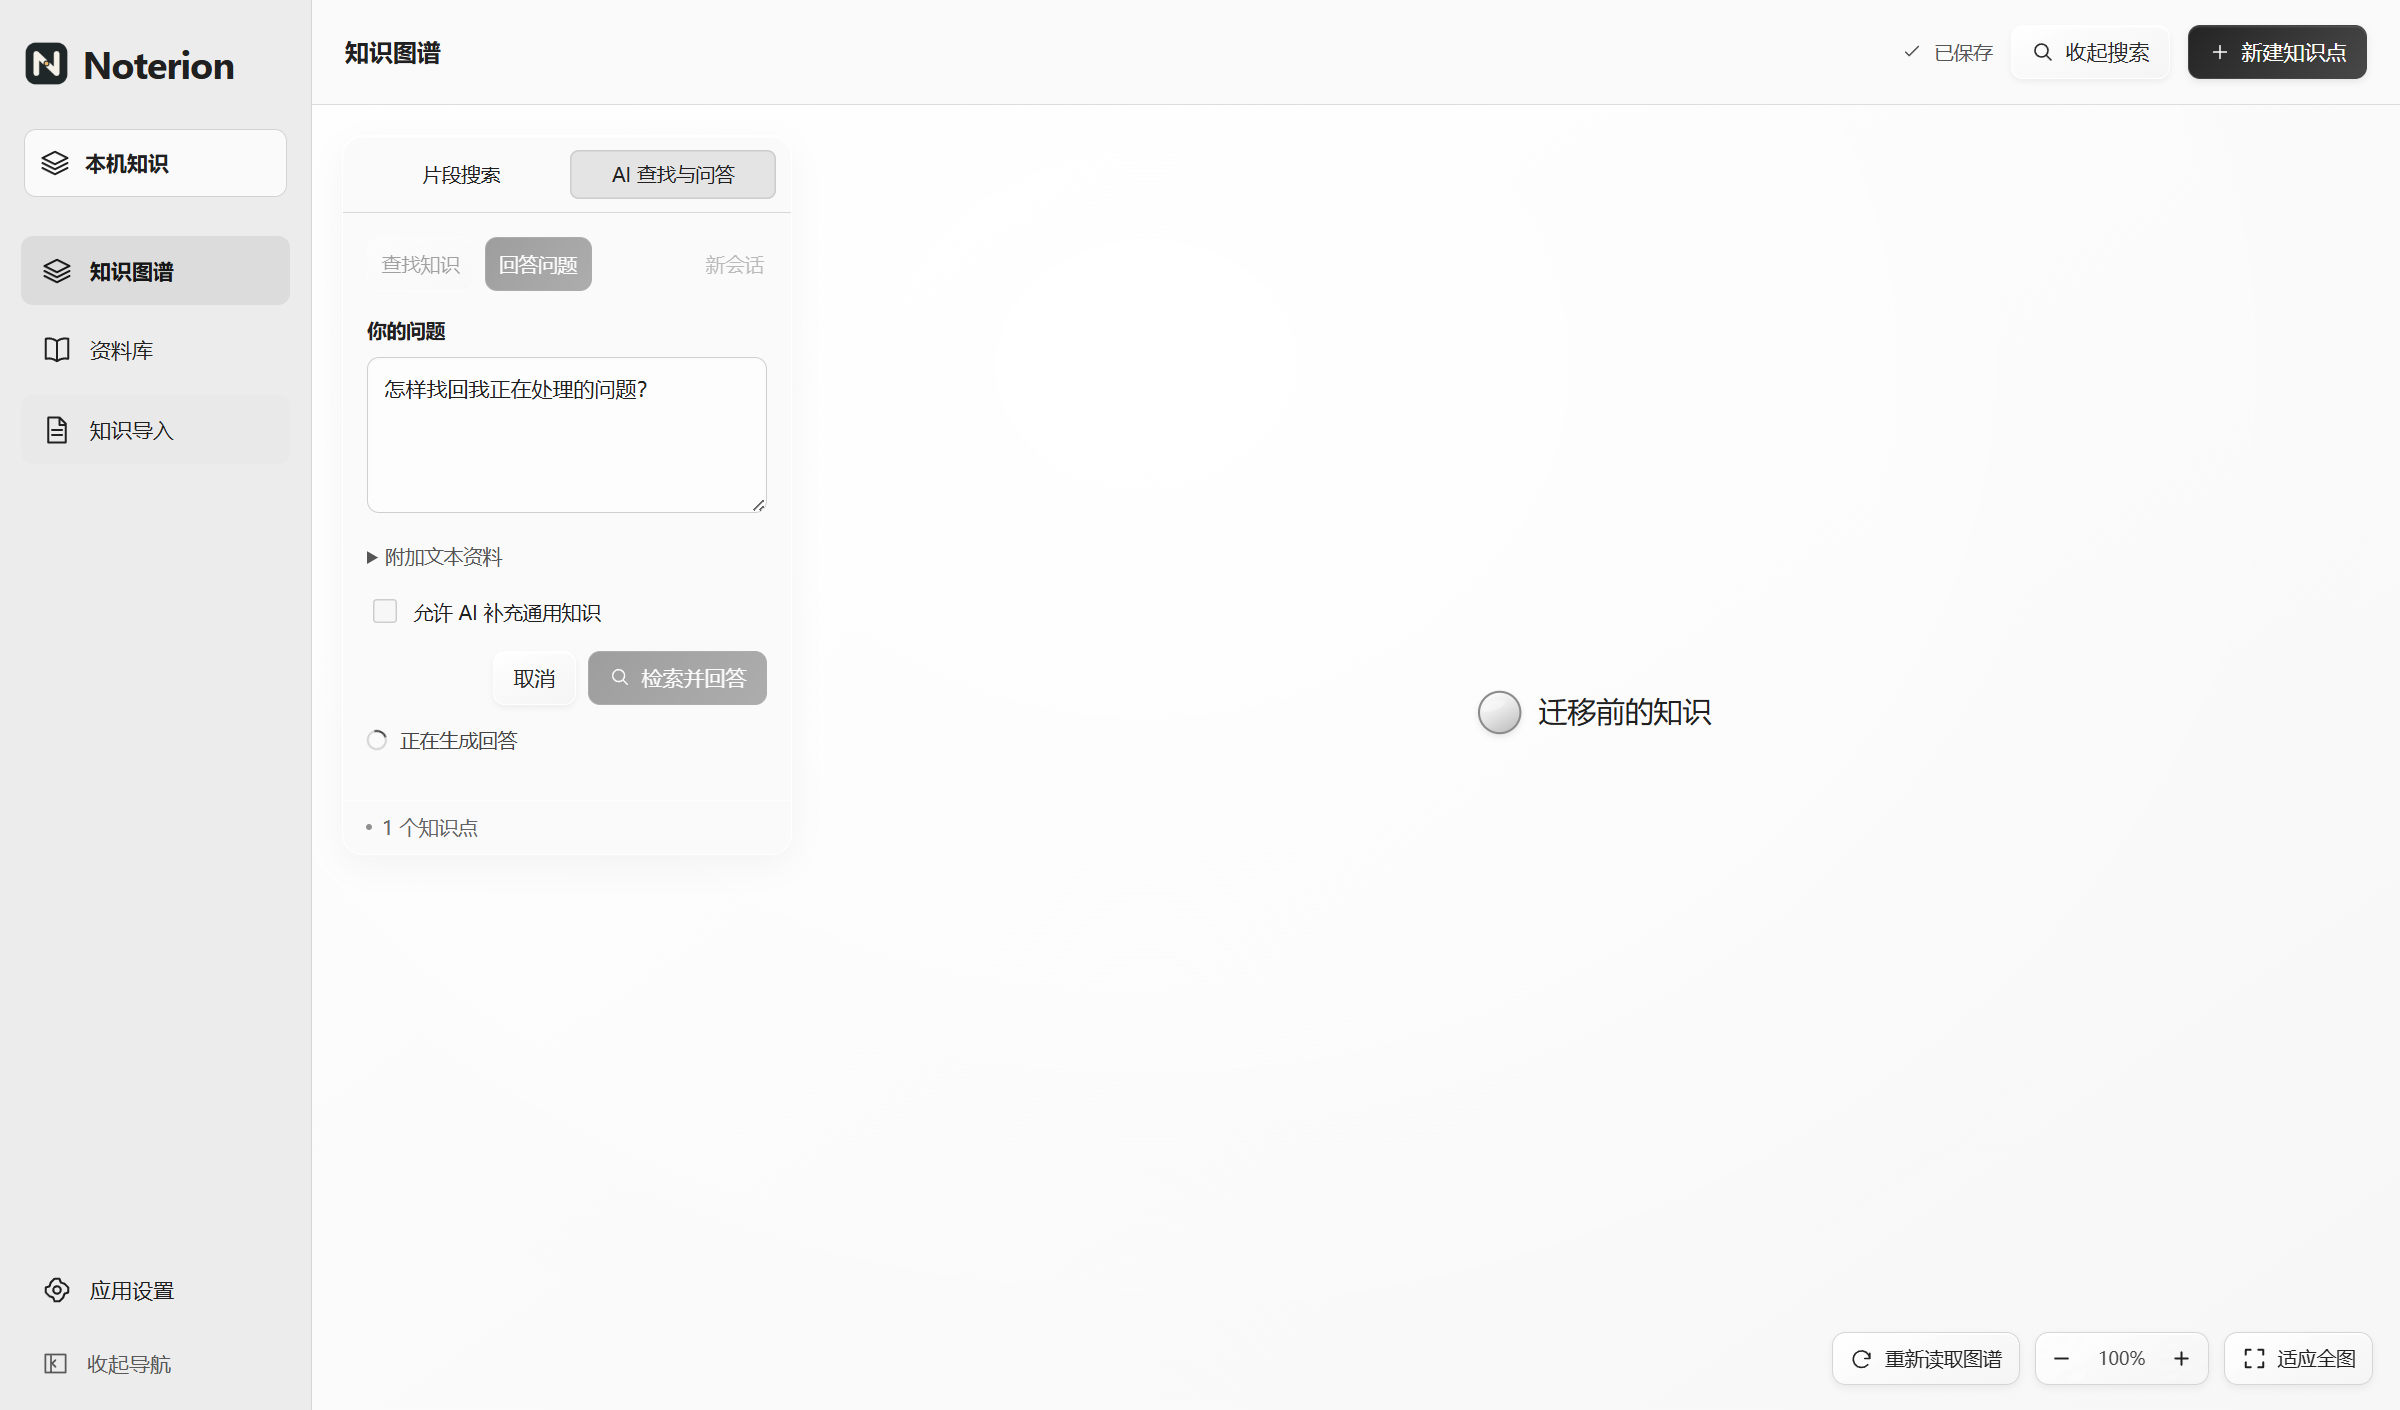 Noterion
本机知识
知识图谱
资料库
知识导入
应用设置
收起导航
知识图谱
已保存
收起搜索
新建知识点
片段搜索
AI 查找与问答
查找知识
回答问题
新会话
你的问题
怎样找回我正在处理的问题?
附加文本资料
允许 AI 补充通用知识
取消
检索并回答
正在生成回答
1 个知识点
迁移前的知识
重新读取图谱
100%
适应全图